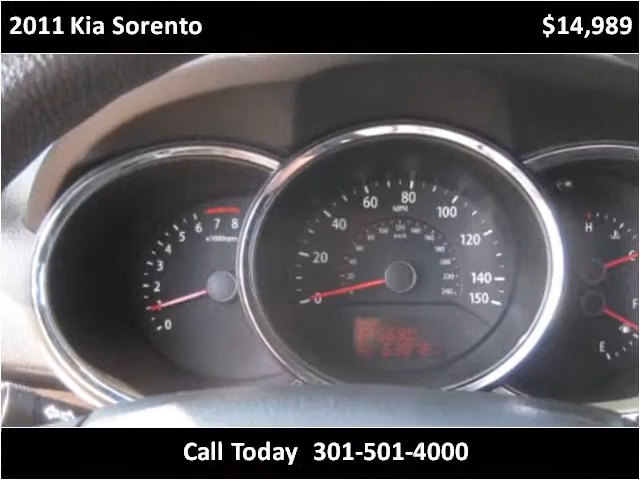 2011 Kia Sorento
$14,989
0 1 2 3 4 5 6 7 8
x1000rpm
0 20 40 60 80 100 120 140 150
MPH
H
E F
Call Today 301-501-4000